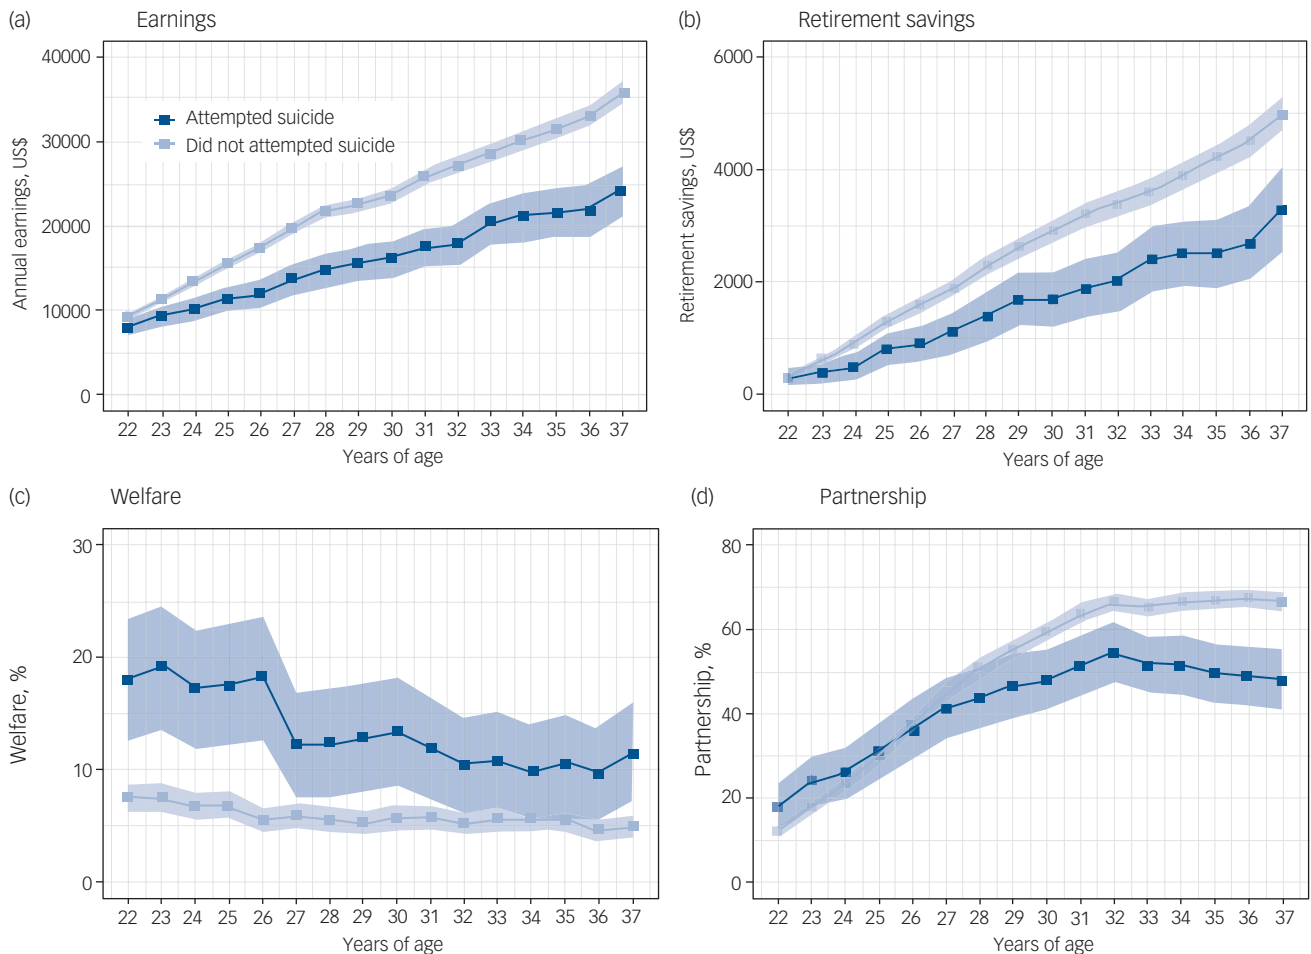 (a) Earnings
Annual earnings, US$
40000
30000
20000
10000
0
Attempted suicide
Did not attempted suicide
22 23 24 25 26 27 28 29 30 31 32 33 34 35 36 37
Years of age
(b) Retirement savings
Retirement savings, US$
6000
4000
2000
0
22 23 24 25 26 27 28 29 30 31 32 33 34 35 36 37
Years of age
(c) Welfare
Welfare, %
30
20
10
0
22 23 24 25 26 27 28 29 30 31 32 33 34 35 36 37
Years of age
(d) Partnership
Partnership, %
80
60
40
20
0
22 23 24 25 26 27 28 29 30 31 32 33 34 35 36 37
Years of age